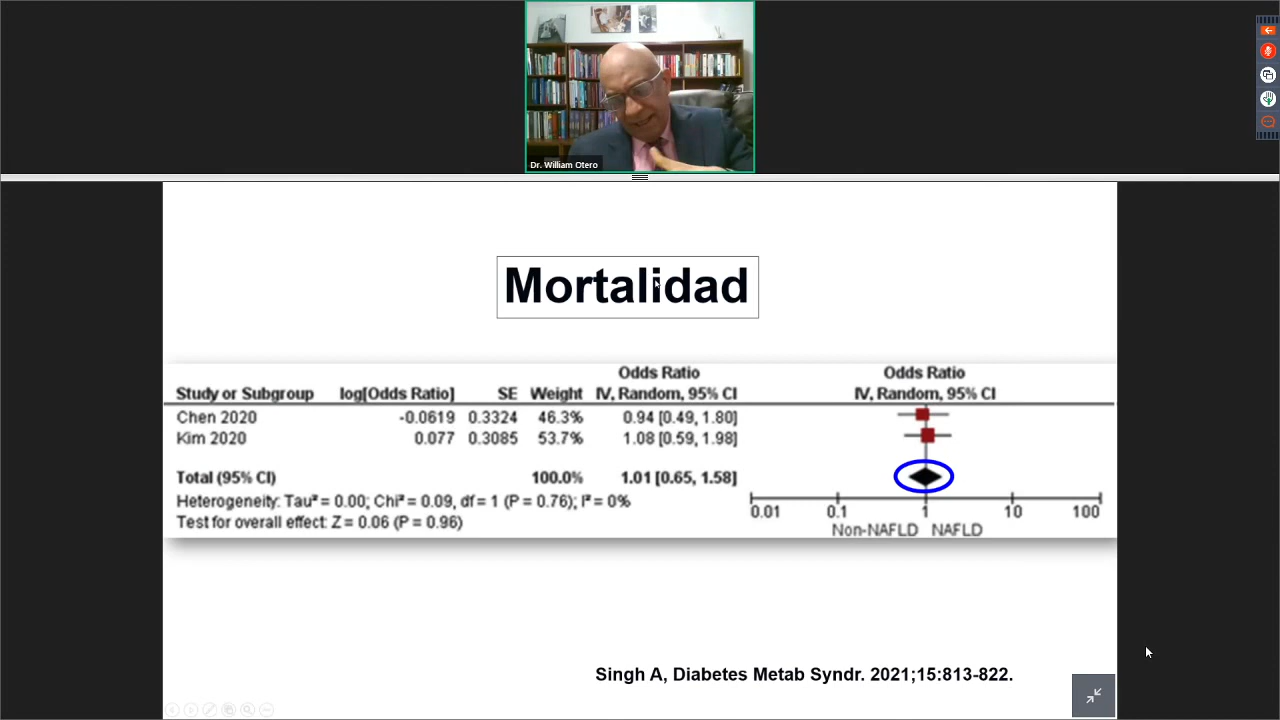 Dr. William Otero
Mortalidad
Odds Ratio Odds Ratio
Study or Subgroup log[Odds Ratio] SE Weight IV, Random, 95% CI IV, Random, 95% CI
Chen 2020 -0.0619 0.3324 46.3% 0.94 [0.49, 1.80]
Kim 2020 0.077 0.3085 53.7% 1.08 [0.59, 1.98]
Total (95% CI) 100.0% 1.01 [0.65, 1.58]
Heterogeneity: Tau² = 0.00; Chi² = 0.09, df = 1 (P = 0.76); I² = 0%
Test for overall effect: Z = 0.06 (P = 0.96)
0.01 0.1 1 10 100
Non-NAFLD NAFLD
Singh A, Diabetes Metab Syndr. 2021;15:813-822.